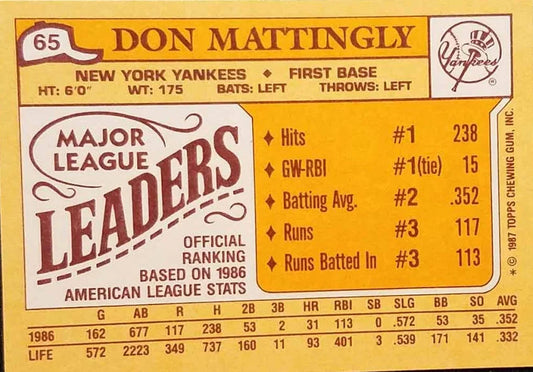 65 DON MATTINGLY
Yankees
NEW YORK YANKEES ♦ FIRST BASE
HT: 6'0" WT: 175 BATS: LEFT THROWS: LEFT
MAJOR
LEAGUE
LEADERS
OFFICIAL
RANKING
BASED ON 1986
AMERICAN LEAGUE STATS
♦ Hits #1 238
♦ GW-RBI #1(tie) 15
♦ Batting Avg. #2 .352
♦ Runs #3 117
♦ Runs Batted In #3 113
* © 1987 TOPPS CHEWING GUM, INC.
G AB R H 2B 3B HR RBI SB SLG BB SO AVG
1986 162 677 117 238 53 2 31 113 0 .572 53 35 .352
LIFE 572 2223 349 737 160 11 93 401 3 .539 171 141 .332